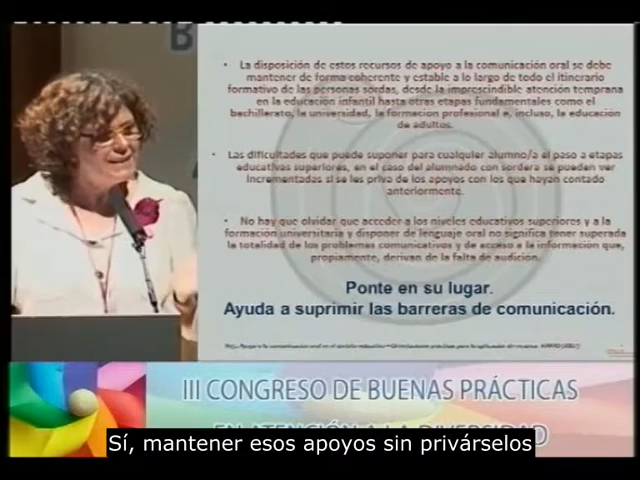 B
• La disposición de estos recursos de apoyo a la comunicación oral se debe
mantener de forma coherente y estable a lo largo de todo el itinerario
formativo de las personas sordas, desde la imprescindible atención temprana
en la educación infantil hasta otras etapas fundamentales como el
bachillerato, la universidad, la formación profesional e, incluso, la educación
de adultos.
• Las dificultades que puede suponer para cualquier alumno/a el paso a etapas
educativas superiores, en el caso del alumnado con sordera se pueden ver
incrementadas si se les priva de los apoyos con los que hayan contado
anteriormente.
• No hay que olvidar que acceder a los niveles educativos superiores y a la
formación universitaria y disponer de lenguaje oral no significa tener superada
la totalidad de los problemas comunicativos y de acceso a la información que,
propiamente, derivan de la falta de audición.
Ponte en su lugar.
Ayuda a suprimir las barreras de comunicación.
III CONGRESO DE BUENAS PRÁCTICAS
EN ATENCIÓN A LA DIVERSIDAD
Sí, mantener esos apoyos sin privárselos